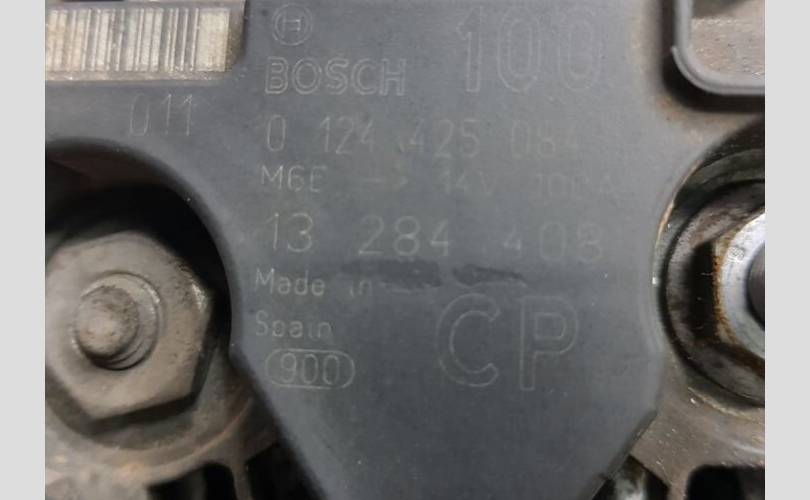 BOSCH 100
011
0 124 425 084
M6E --> 14V 100A
13 284 408
Made in
Spain
CP
900